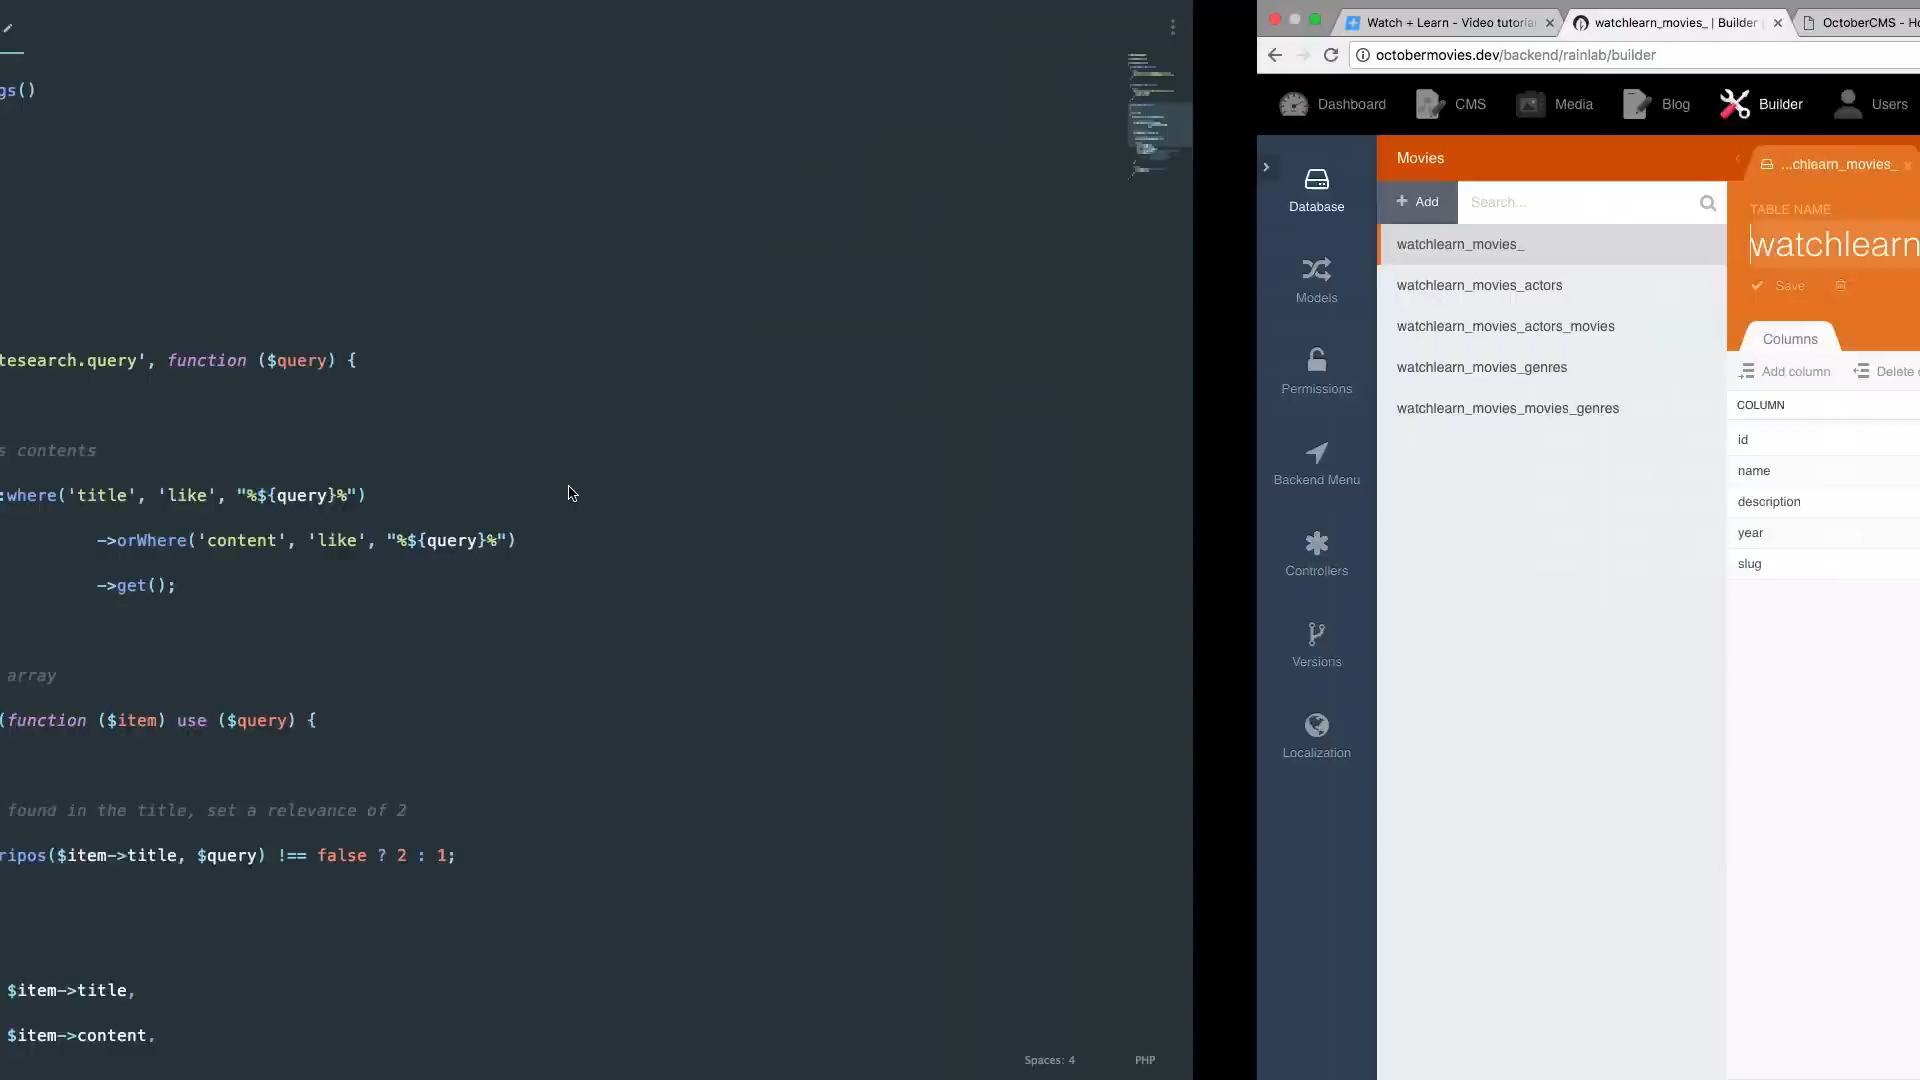 gs()
tesearch.query', function ($query) {
s contents
:where('title', 'like', "%${query}%")
->orWhere('content', 'like', "%${query}%")
->get();
array
(function ($item) use ($query) {
found in the title, set a relevance of 2
ripos($item->title, $query) !== false ? 2 : 1;
$item->title,
$item->content,
Spaces: 4 PHP
Watch + Learn - Video tutoria
watchlearn_movies_ | Builder
OctoberCMS - Ho
octobermovies.dev/backend/rainlab/builder
Dashboard
CMS
Media
Blog
Builder
Users
Database
Models
Permissions
Backend Menu
Controllers
Versions
Localization
Movies
+ Add
Search...
watchlearn_movies_
watchlearn_movies_actors
watchlearn_movies_actors_movies
watchlearn_movies_genres
watchlearn_movies_movies_genres
...chlearn_movies_ x
TABLE NAME
watchlearn
Save
Columns
Add column
Delete c
COLUMN
id
name
description
year
slug